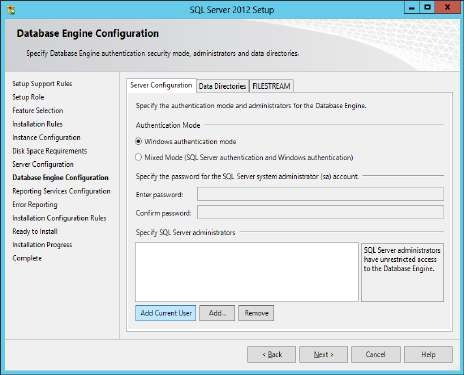 SQL Server 2012 Setup
Database Engine Configuration
Specify Database Engine authentication security mode, administrators and data directories.
Setup Support Rules
Setup Role
Feature Selection
Installation Rules
Instance Configuration
Disk Space Requirements
Server Configuration
Database Engine Configuration
Reporting Services Configuration
Error Reporting
Installation Configuration Rules
Ready to Install
Installation Progress
Complete
Server Configuration Data Directories FILESTREAM
Specify the authentication mode and administrators for the Database Engine.
Authentication Mode
Windows authentication mode
Mixed Mode (SQL Server authentication and Windows authentication)
Specify the password for the SQL Server system administrator (sa) account.
Enter password:
Confirm password:
Specify SQL Server administrators
SQL Server administrators
have unrestricted access
to the Database Engine.
Add Current User Add... Remove
< Back Next > Cancel Help